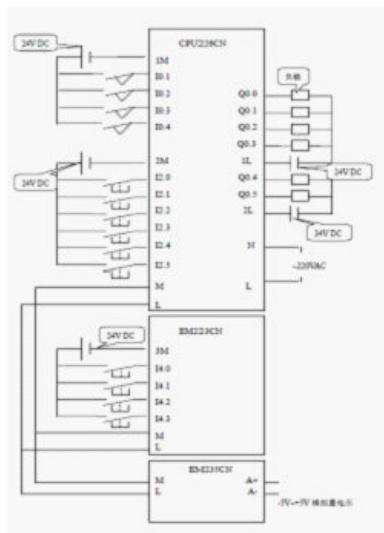 CPU226CN
24V DC
1M
I0.1
I0.2
I0.3
I0.4
负载
Q0.0
Q0.1
Q0.2
Q0.3
1L
24V DC
Q0.4
Q0.5
2L
24V DC
24V DC
2M
I2.0
I2.1
I2.2
I2.3
I2.4
I2.5
N
~220VAC
L
M
L
EM223CN
24V DC
3M
I4.0
I4.1
I4.2
I4.3
M
L
EM235CN
M
L
A+
A-
-5V~+5V 模拟量电压